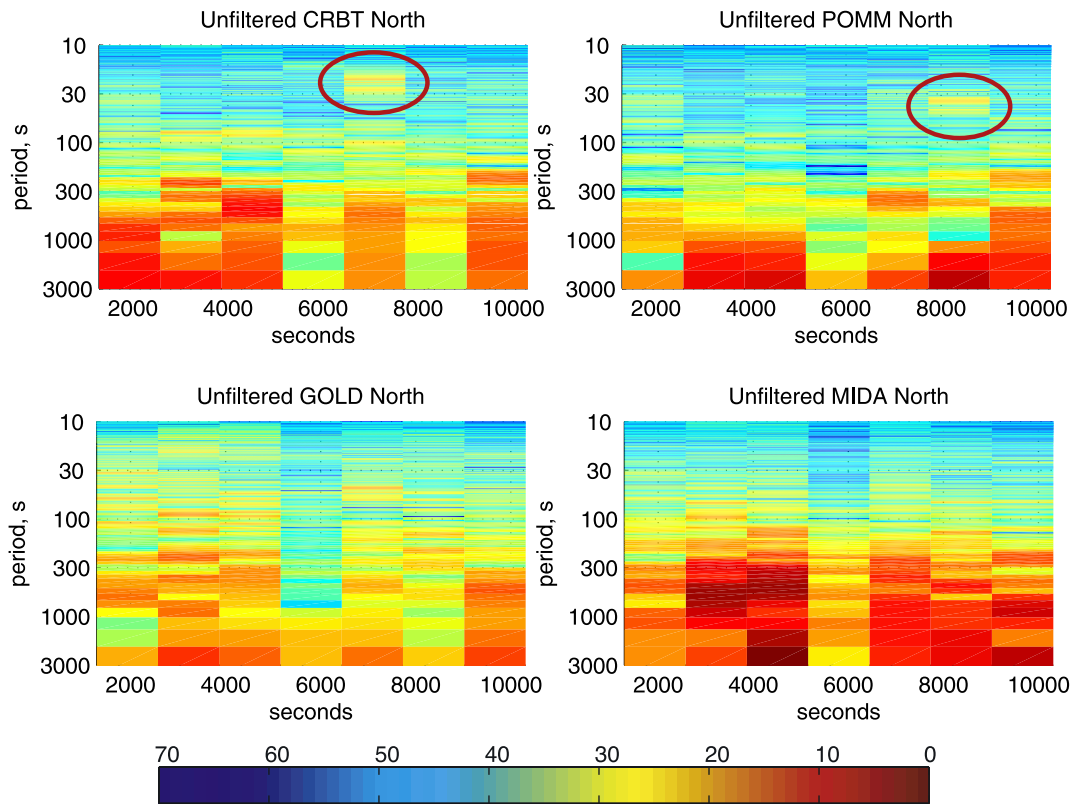 Unfiltered CRBT North
10
30
100
300
1000
3000
period, s
2000 4000 6000 8000 10000
seconds
Unfiltered POMM North
10
30
100
300
1000
3000
period, s
2000 4000 6000 8000 10000
seconds
Unfiltered GOLD North
10
30
100
300
1000
3000
period, s
2000 4000 6000 8000 10000
seconds
Unfiltered MIDA North
10
30
100
300
1000
3000
period, s
2000 4000 6000 8000 10000
seconds
70 60 50 40 30 20 10 0